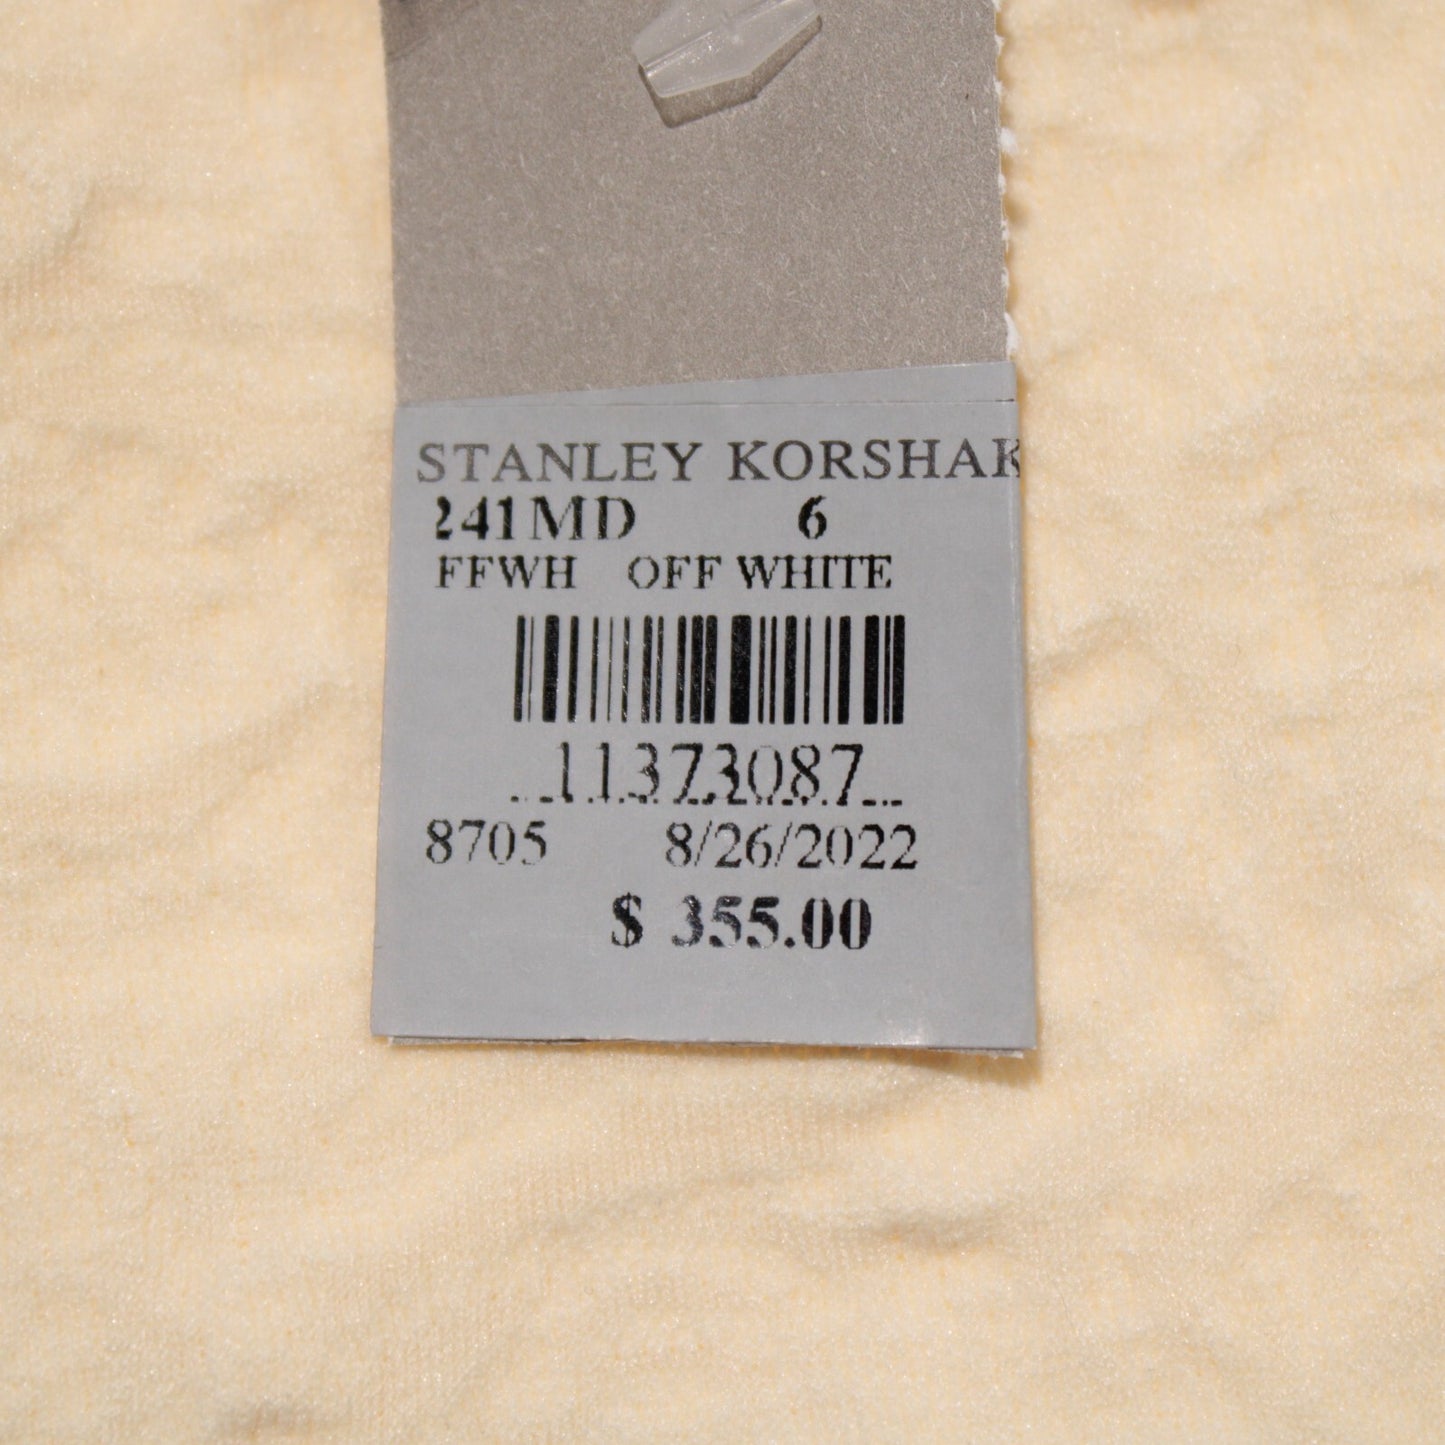 STANLEY KORSHAK
241MD 6
FFWH OFF WHITE
11373087
8705 8/26/2022
$ 355.00